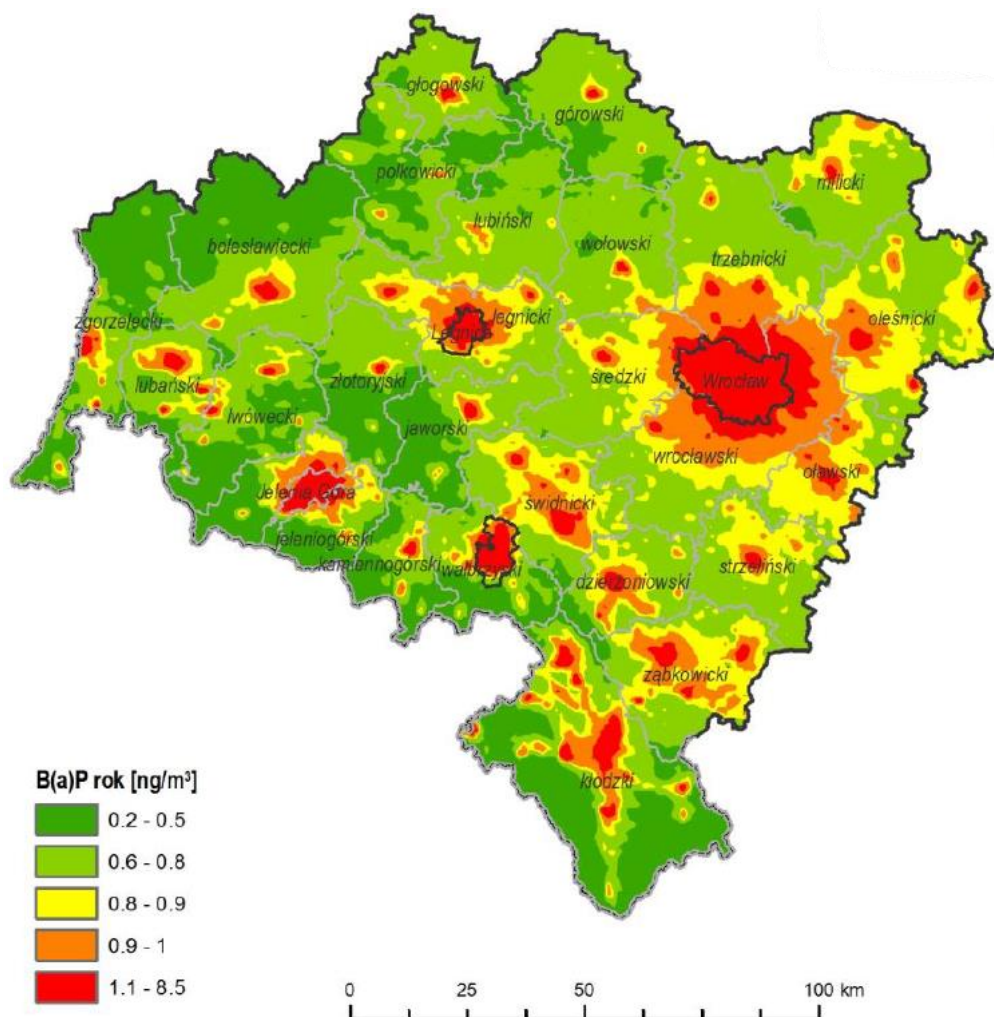 głogowski
górowski
polkowicki
milicki
lubiński
bolesławiecki
wołowski
trzebnicki
zgorzelecki
legnicki
Legnica
oleśnicki
lubański
złotoryjski
średzki
Wrocław
lwówecki
jaworski
wrocławski
Jelenia Góra
świdnicki
oławski
jeleniogórski
kamiennogórski
wałbrzyski
dzierżoniowski
strzeliński
ząbkowicki
kłodzki
B(a)P rok [ng/m³]
0.2 - 0.5
0.6 - 0.8
0.8 - 0.9
0.9 - 1
1.1 - 8.5
0 25 50 100 km